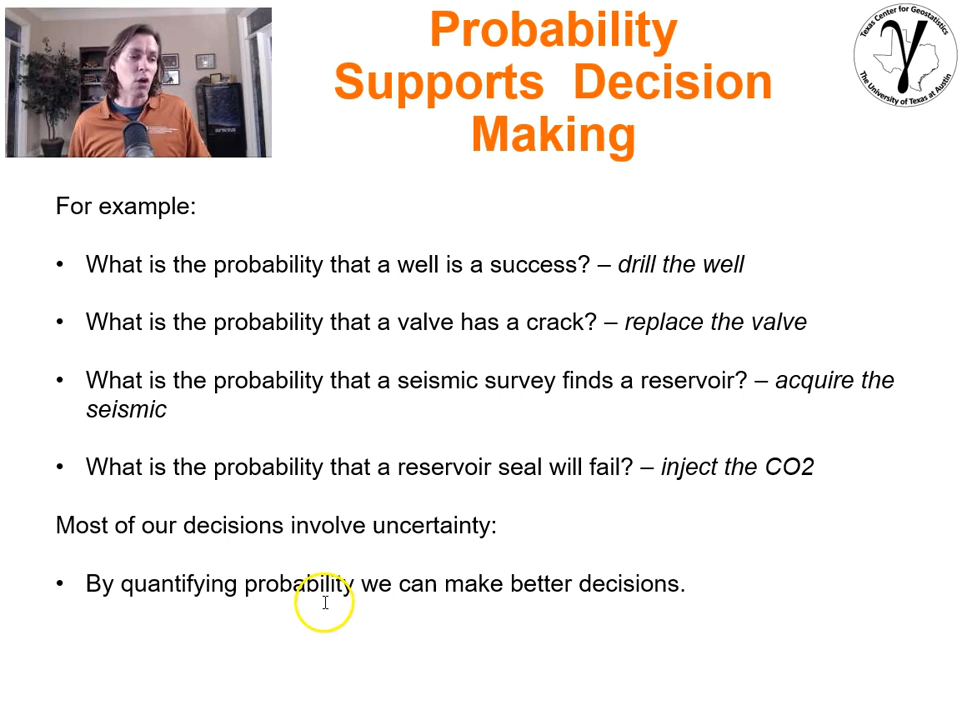 Probability
Supports Decision
Making
Texas Center for Geostatistics
γ
The University of Texas at Austin
For example:
• What is the probability that a well is a success? – drill the well
• What is the probability that a valve has a crack? – replace the valve
• What is the probability that a seismic survey finds a reservoir? – acquire the
seismic
• What is the probability that a reservoir seal will fail? – inject the CO2
Most of our decisions involve uncertainty:
• By quantifying probability we can make better decisions.